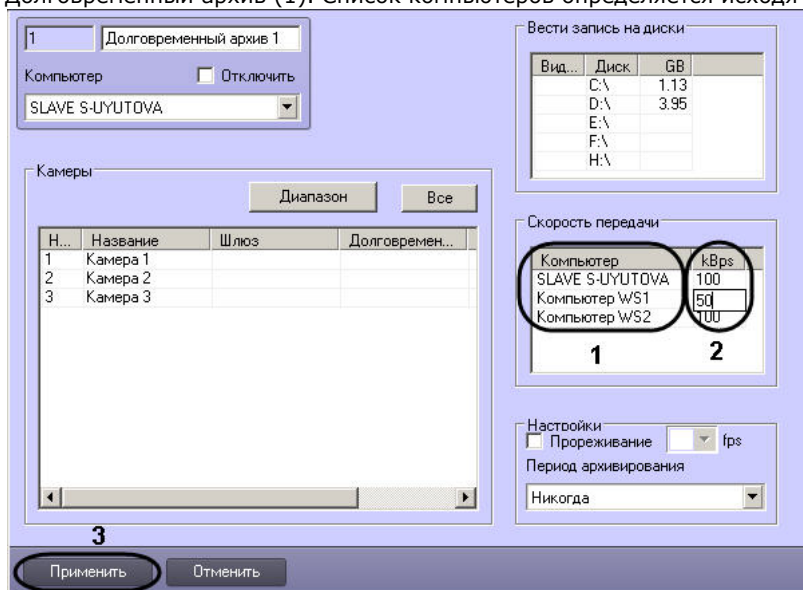 Долговременный архив (1). Список компьютеров определяется исходя
1 Долговременный архив 1
Компьютер Отключить
SLAVE S-UYUTOVA
Вести запись на диски
Вид... Диск GB
C:\ 1.13
D:\ 3.95
E:\
F:\
H:\
Камеры
Диапазон Все
Н... Название Шлюз Долговремен...
1 Камера 1
2 Камера 2
3 Камера 3
Скорость передачи
Компьютер kBps
SLAVE S-UYUTOVA 100
Компьютер WS1 50
Компьютер WS2 100
1 2
Настройки
Прореживание fps
Период архивирования
Никогда
3
Применить Отменить